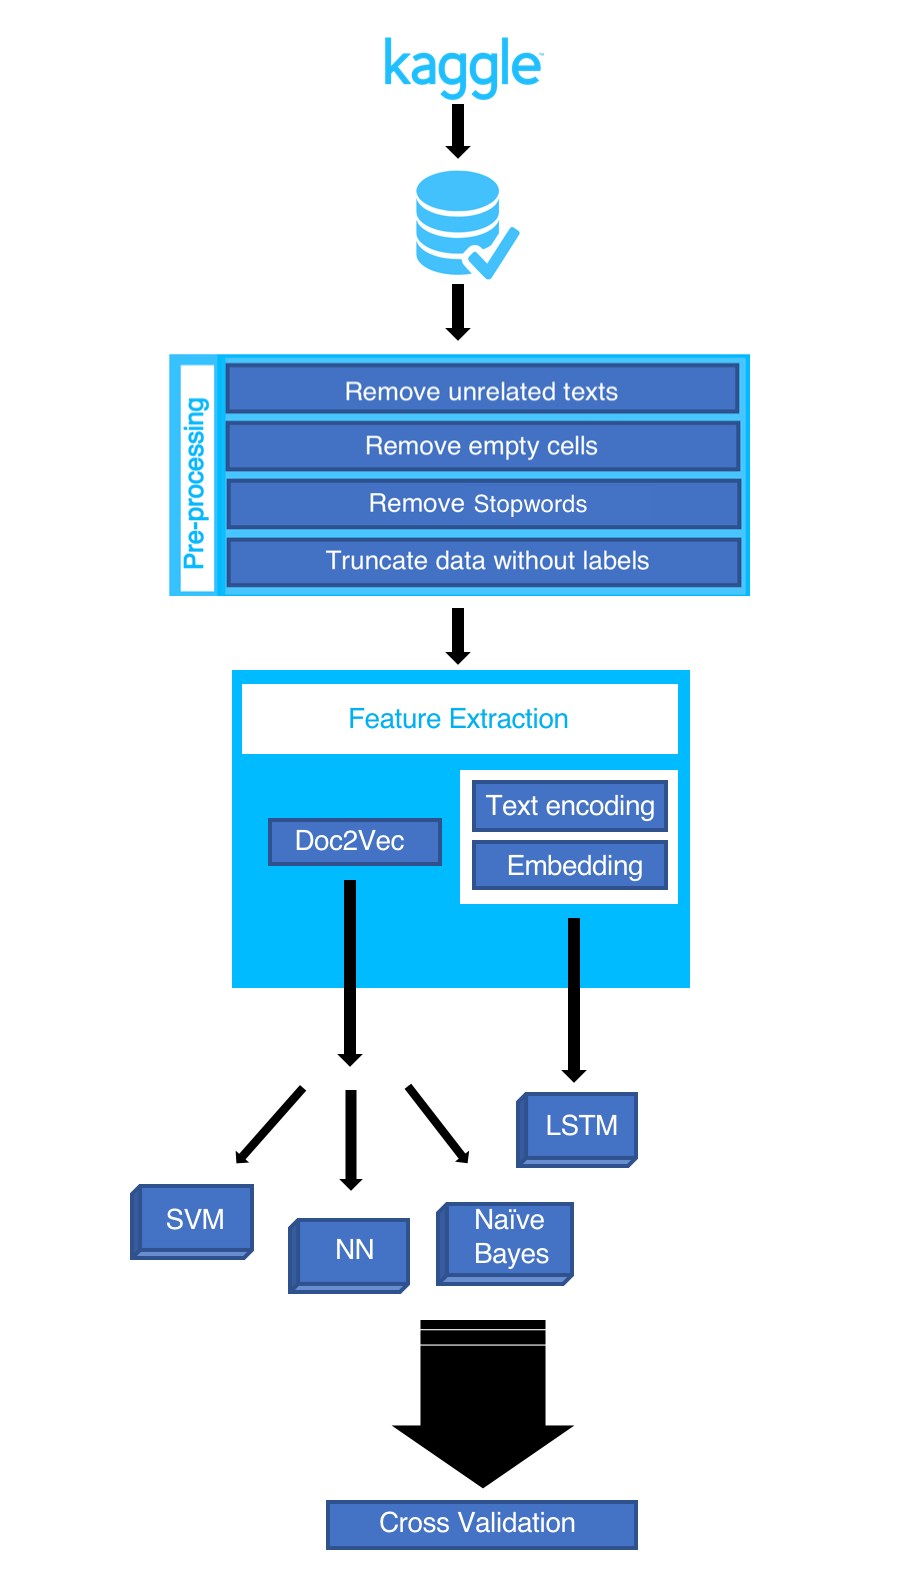 kaggle™
Pre-processing
Remove unrelated texts
Remove empty cells
Remove Stopwords
Truncate data without labels
Feature Extraction
Doc2Vec
Text encoding
Embedding
LSTM
SVM
NN
Naïve
Bayes
Cross Validation